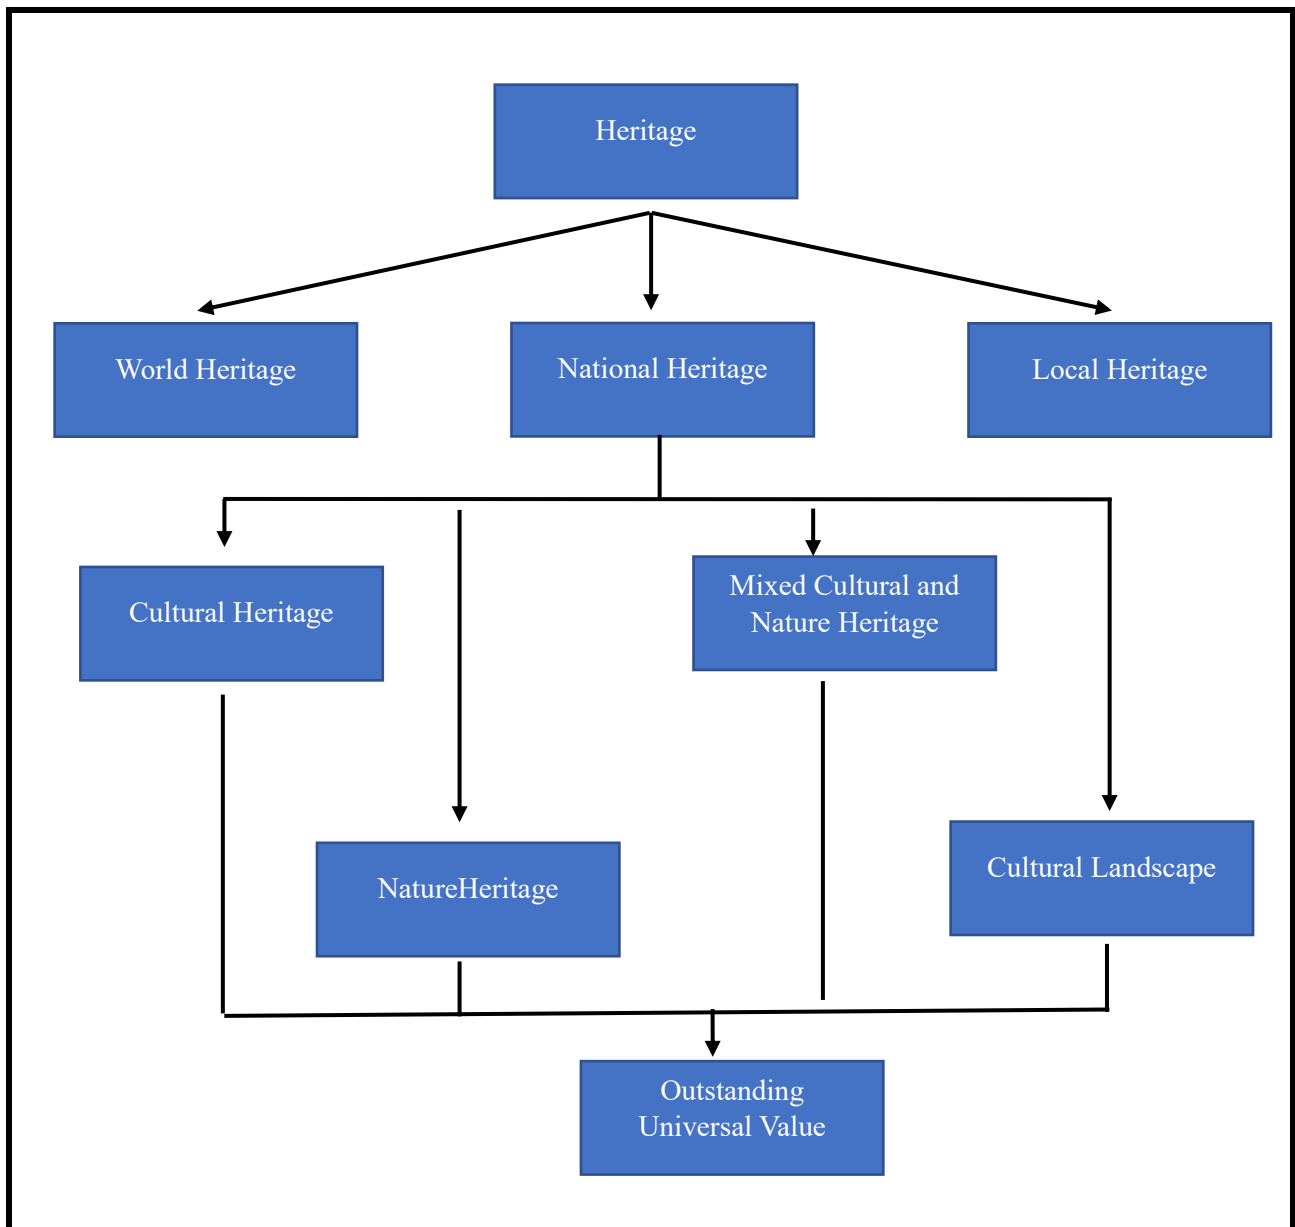 Heritage
World Heritage
National Heritage
Local Heritage
Cultural Heritage
Mixed Cultural and
Nature Heritage
NatureHeritage
Cultural Landscape
Outstanding
Universal Value